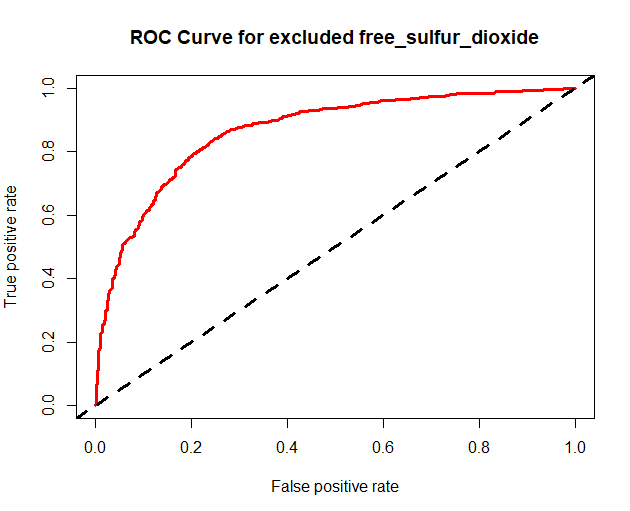 ROC Curve for excluded free_sulfur_dioxide
True positive rate
1.0
0.8
0.6
0.4
0.2
0.0
0.0 0.2 0.4 0.6 0.8 1.0
False positive rate